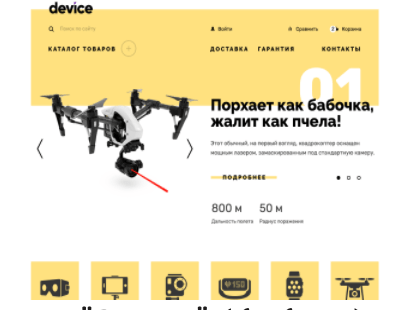 device
Поиск по сайту
Войти
Сравнить
Корзина
КАТАЛОГ ТОВАРОВ
ДОСТАВКА ГАРАНТИЯ КОНТАКТЫ
01
Порхает как бабочка,
жалит как пчела!
Этот обычный, на первый взгляд, квадрокоптер оснащен
мощным лазером, замаскированным под стандартную камеру.
ПОДРОБНЕЕ
800 м 50 м
Дальность полета Радиус поражения